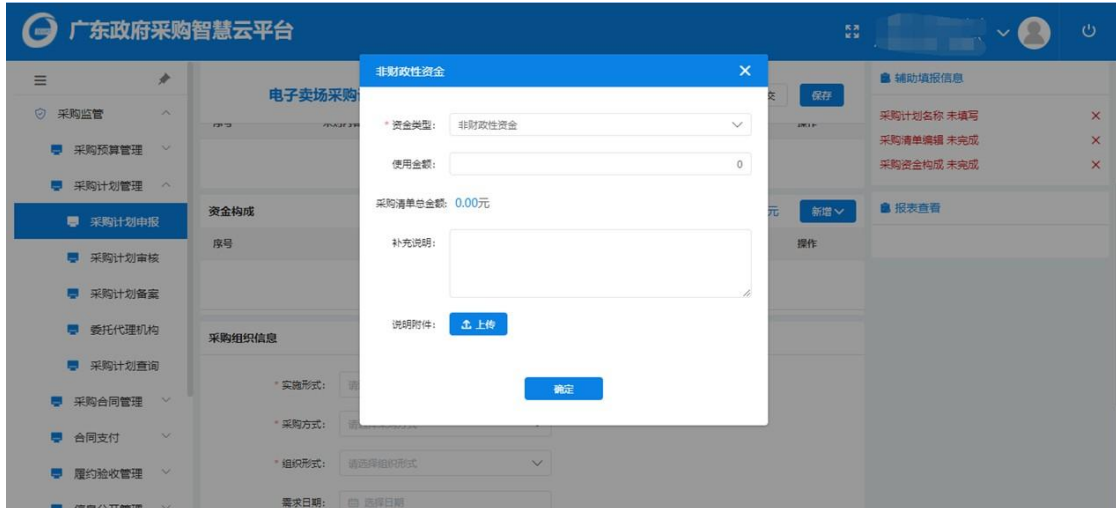 广东政府采购智慧云平台
采购监管
采购预算管理
采购计划管理
采购计划申报
采购计划审核
采购计划备案
委托代理机构
采购计划查询
采购合同管理
合同支付
履约验收管理
电子卖场采购
交
保存
序号
操作
资金构成
元
新增
序号
操作
采购组织信息
* 实施形式：
* 采购方式：
* 组织形式： 请选择组织形式
需求日期： 选择日期
非财政性资金
* 资金类型： 非财政性资金
使用金额： 0
采购清单总金额: 0.00元
补充说明：
说明附件： 上传
确定
辅助填报信息
采购计划名称 未填写
采购清单编辑 未完成
采购资金构成 未完成
报表查看